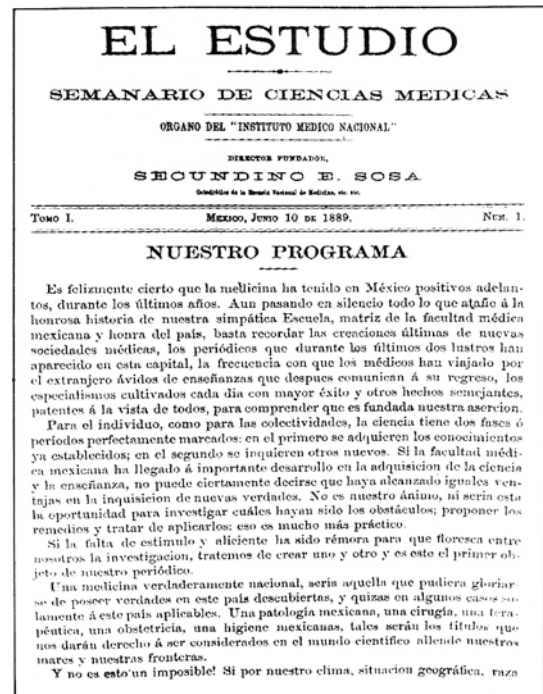 EL ESTUDIO
SEMANARIO DE CIENCIAS MEDICAS
ORGANO DEL "INSTITUTO MEDICO NACIONAL"
DIRECTOR FUNDADOR,
SECUNDINO E. SOSA
Catedrático de la Escuela Nacional de Medicina, etc. etc.
TOMO I. MEXICO, JUNIO 10 DE 1889. NUM. 1.
NUESTRO PROGRAMA
Es felizmente cierto que la medicina ha tenido en México positivos adelan-
tos, durante los últimos años. Aun pasando en silencio todo lo que atañe á la
honrosa historia de nuestra simpática Escuela, matriz de la facultad médica
mexicana y honra del país, basta recordar las creaciones últimas de nuevas
sociedades médicas, los periódicos que durante los últimos dos lustros han
aparecido en esta capital, la frecuencia con que los médicos han viajado por
el extranjero ávidos de enseñanzas que despues comunican á su regreso, los
especialismos cultivados cada dia con mayor éxito y otros hechos semejantes,
patentes á la vista de todos, para comprender que es fundada nuestra asercion.
Para el individuo, como para las colectividades, la ciencia tiene dos fases ó
períodos perfectamente marcados: en el primero se adquieren los conocimientos
ya establecidos; en el segundo se inquieren otros nuevos. Si la facultad médi-
ca mexicana ha llegado á importante desarrollo en la adquisicion de la ciencia
y la enseñanza, no puede ciertamente decirse que haya alcanzado iguales ven-
tajas en la inquisicion de nuevas verdades. No es nuestro ánimo, ni seria esta
la oportunidad para investigar cuáles hayan sido los obstáculos; proponer los
remedios y tratar de aplicarlos: eso es mucho más práctico.
Si la falta de estímulo y aliciente ha sido rémora para que floresca entre
nosotros la investigacion, tratemos de crear uno y otro y es este el primer ob-
jeto de nuestro periódico.
Una medicina verdaderamente nacional, seria aquella que pudiera gloriar-
se de poseer verdades en este país descubiertas, y quizas en algunos casos so-
lamente á este país aplicables. Una patología mexicana, una cirugía, una tera-
péutica, una obstetricia, una higiene mexicanas, tales serán los títulos que
nos darán derecho á ser considerados en el mundo científico allende nuestros
mares y nuestras fronteras.
Y no es esto un imposible! Si por nuestro clima, situacion geográfica, raza